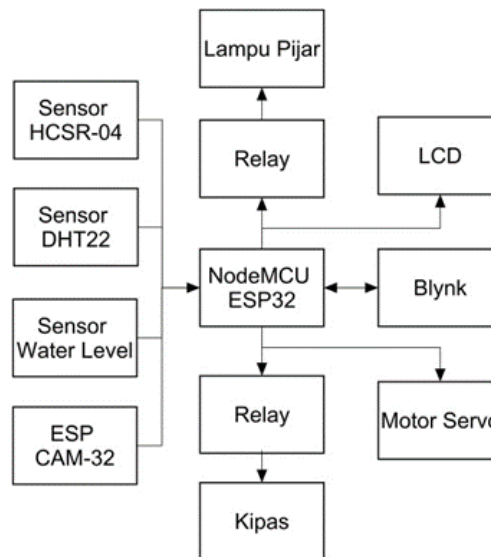 Lampu Pijar
Sensor
HCSR-04
Relay
LCD
Sensor
DHT22
NodeMCU
ESP32
Blynk
Sensor
Water Level
Relay
Motor Servo
ESP
CAM-32
Kipas